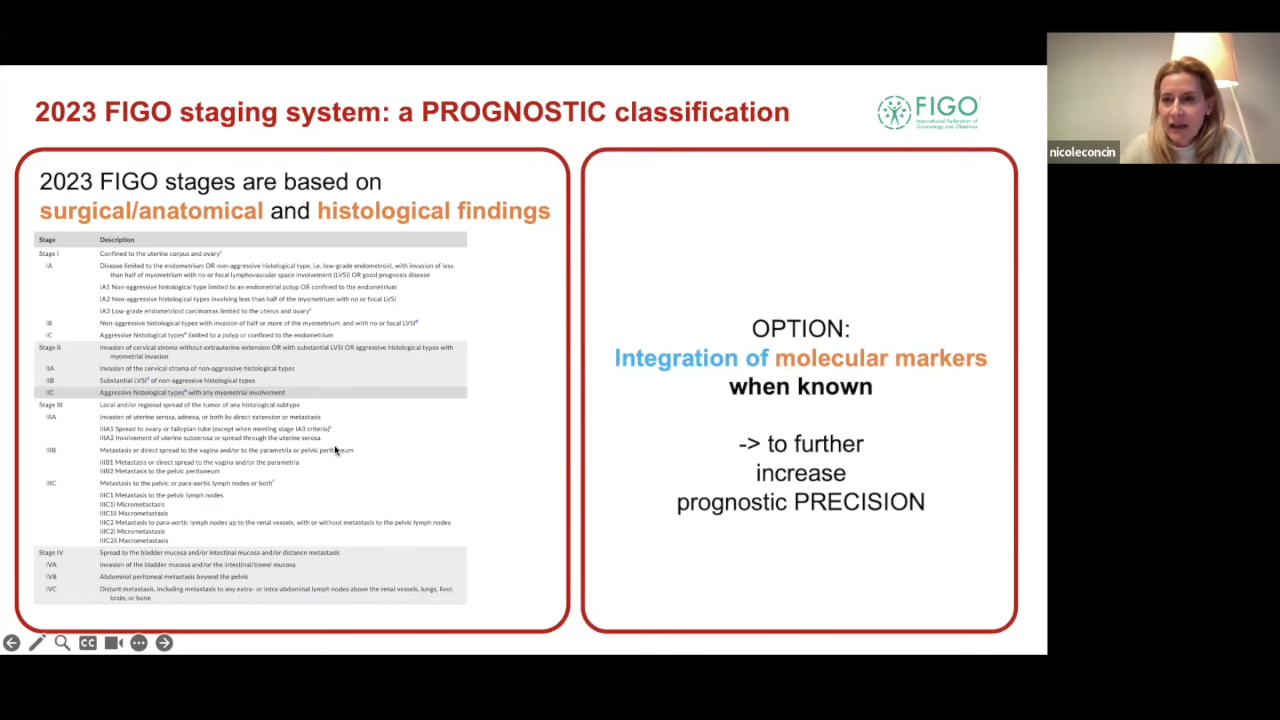 2023 FIGO staging system: a PROGNOSTIC classification
FIGO
International Federation of
Gynecology and Obstetrics
nicoleconcin
2023 FIGO stages are based on
surgical/anatomical and histological findings
Stage Description
Stage I Confined to the uterine corpus and ovary
IA Disease limited to the endometrium OR non-aggressive histological type, i.e. low-grade endometroid, with invasion of less
than half of myometrium with no or focal lymphovascular space involvement (LVSI) OR good prognosis disease
IA1 Non-aggressive histological type limited to an endometrial polyp OR confined to the endometrium
IA2 Non-aggressive histological types involving less than half of the myometrium with no or focal LVSI
IA3 Low-grade endometrioid carcinomas limited to the uterus and ovary
IB Non-aggressive histological types with invasion of half or more of the myometrium, and with no or focal LVSI
IC Aggressive histological types limited to a polyp or confined to the endometrium
Stage II Invasion of cervical stroma without extrauterine extension OR with substantial LVSI OR aggressive histological types with
myometrial invasion
IIA Invasion of the cervical stroma of non-aggressive histological types
IIB Substantial LVSI of non-aggressive histological types
IIC Aggressive histological types with any myometrial involvement
Stage III Local and/or regional spread of the tumor of any histological subtype
IIIA Invasion of uterine serosa, adnexa, or both by direct extension or metastasis
IIIA1 Spread to ovary or fallopian tube (except when meeting stage IA3 criteria)
IIIA2 Involvement of uterine subserosa or spread through the uterine serosa
IIIB Metastasis or direct spread to the vagina and/or to the parametria or pelvic peritoneum
IIIB1 Metastasis or direct spread to the vagina and/or the parametria
IIIB2 Metastasis to the pelvic peritoneum
IIIC Metastasis to the pelvic or para-aortic lymph nodes or both
IIIC1 Metastasis to the pelvic lymph nodes
IIIC1i Micrometastasis
IIIC1ii Macrometastasis
IIIC2 Metastasis to para-aortic lymph nodes up to the renal vessels, with or without metastasis to the pelvic lymph nodes
IIIC2i Micrometastasis
IIIC2ii Macrometastasis
Stage IV Spread to the bladder mucosa and/or intestinal mucosa and/or distance metastasis
IVA Invasion of the bladder mucosa and/or the intestinal/bowel mucosa
IVB Abdominal peritoneal metastasis beyond the pelvis
IVC Distant metastasis, including metastasis to any extra- or intra-abdominal lymph nodes above the renal vessels, lungs, liver,
brain, or bone
OPTION:
Integration of molecular markers
when known
-> to further
increase
prognostic PRECISION
CC